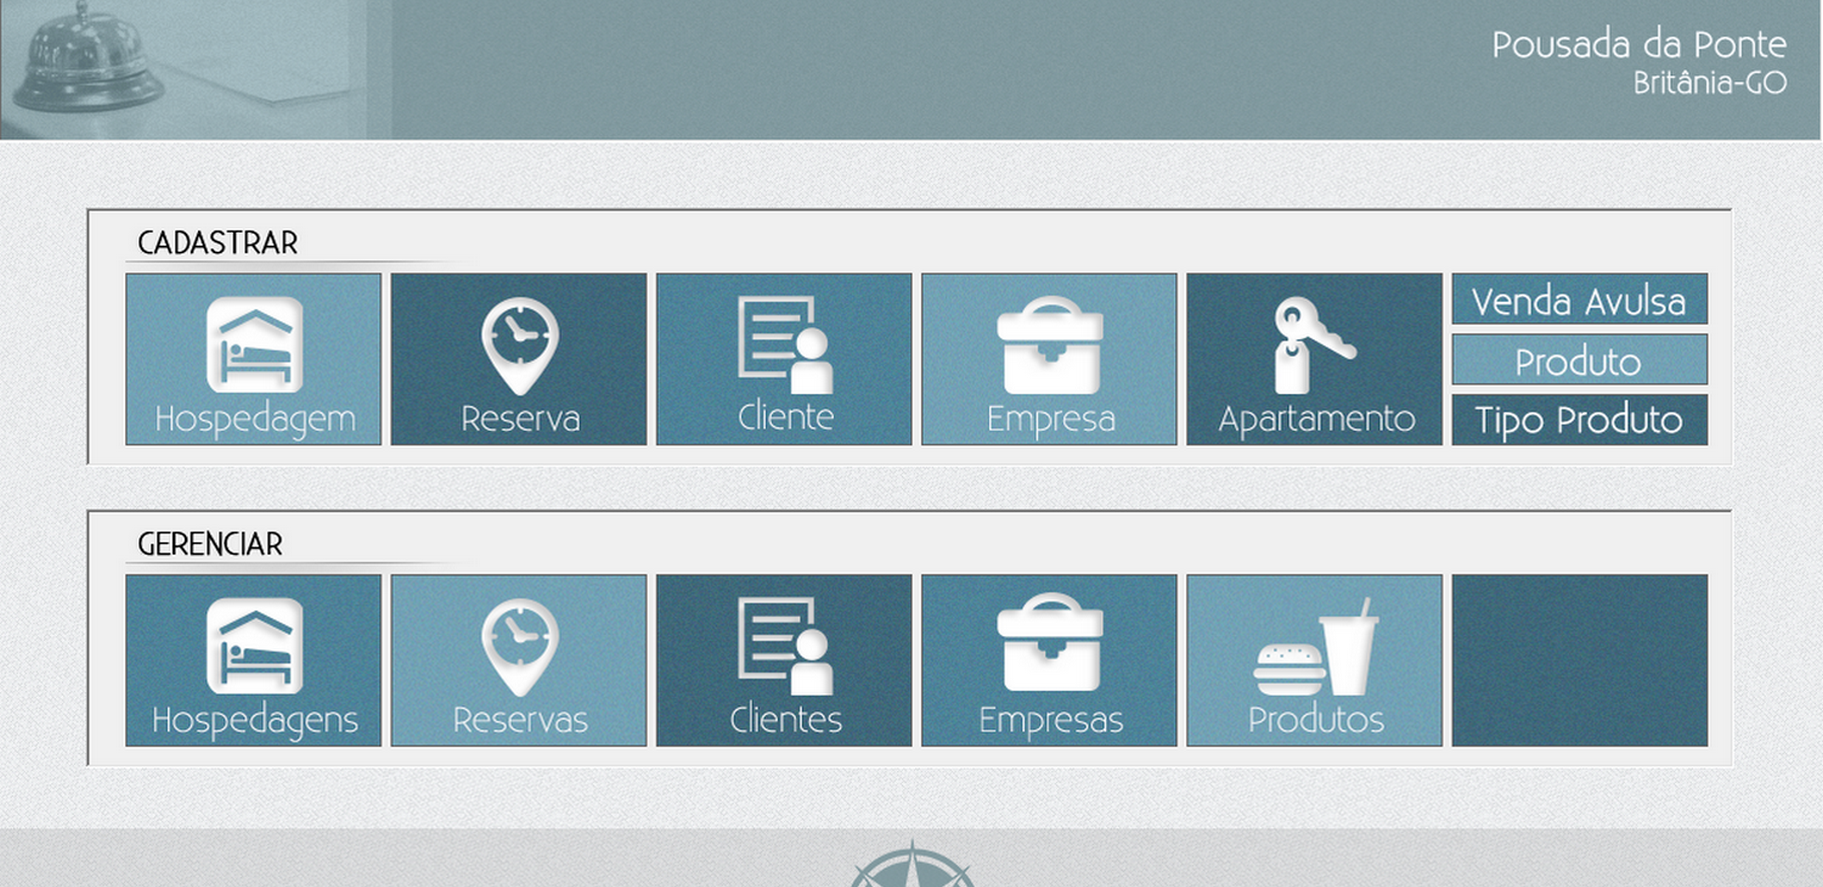 Pousada da Ponte
Britânia-GO
CADASTRAR
Hospedagem
Reserva
Cliente
Empresa
Apartamento
Venda Avulsa
Produto
Tipo Produto
GERENCIAR
Hospedagens
Reservas
Clientes
Empresas
Produtos